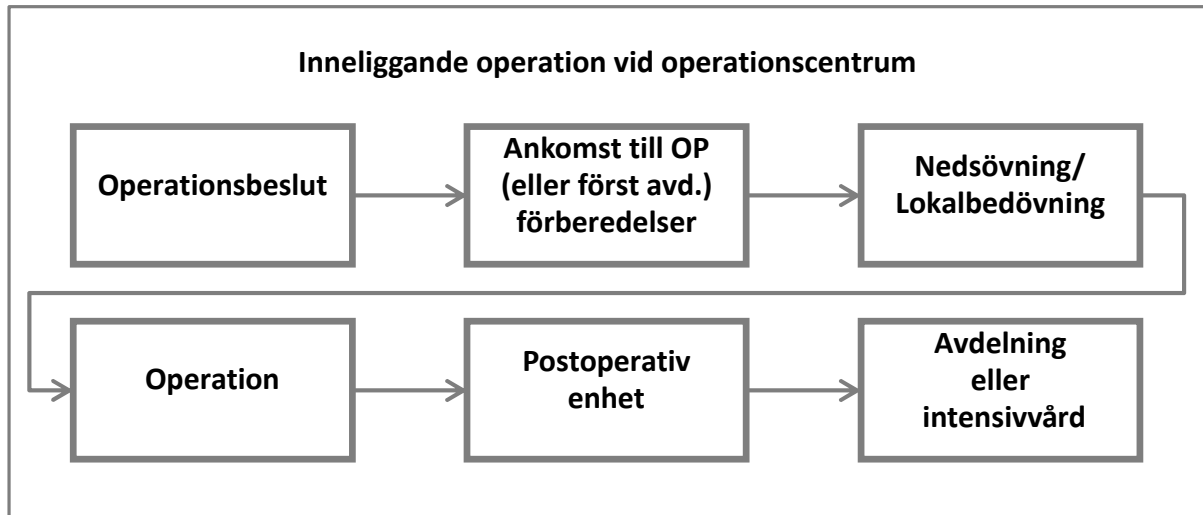 Inneliggande operation vid operationscentrum
Operationsbeslut
Ankomst till OP
(eller först avd.)
förberedelser
Nedsövning/
Lokalbedövning
Operation
Postoperativ
enhet
Avdelning
eller
intensivvård